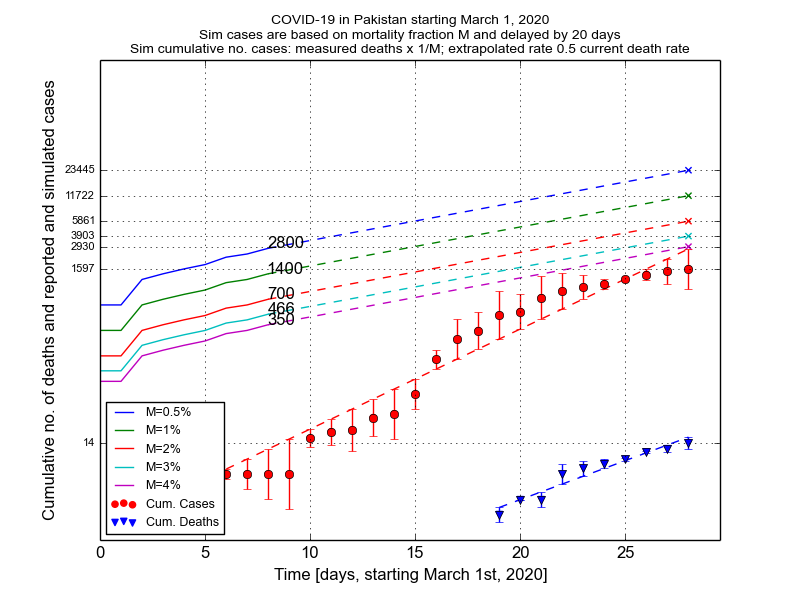 COVID-19 in Pakistan starting March 1, 2020
Sim cases are based on mortality fraction M and delayed by 20 days
Sim cumulative no. cases: measured deaths x 1/M; extrapolated rate 0.5 current death rate
Cumulative no. of deaths and reported and simulated cases
23445
11722
5861
3903
2930
1597
14
2800
1400
700
466
350
M=0.5%
M=1%
M=2%
M=3%
M=4%
Cum. Cases
Cum. Deaths
0 5 10 15 20 25
Time [days, starting March 1st, 2020]